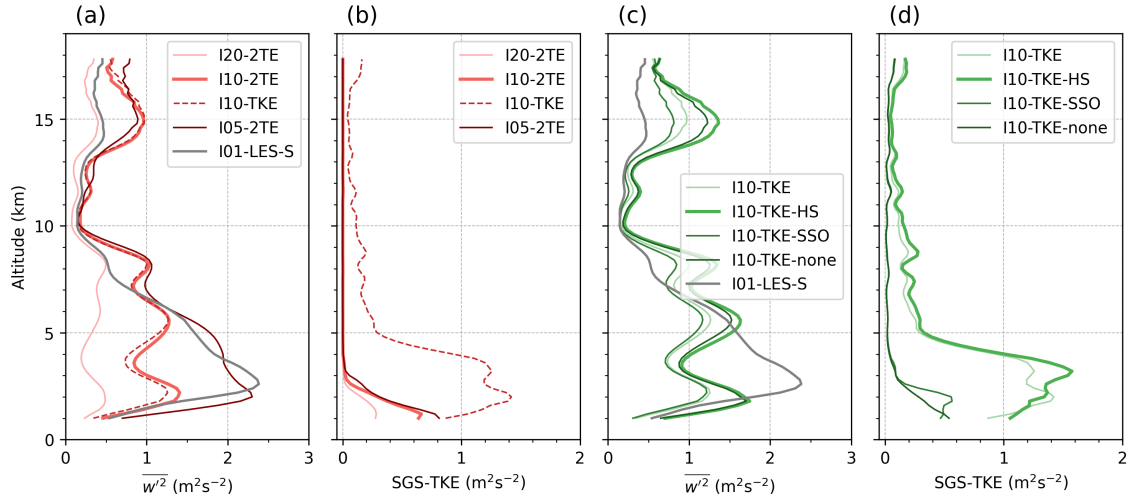 (a)
(b)
(c)
(d)
I20-2TE
I10-2TE
I10-TKE
I05-2TE
I01-LES-S
I20-2TE
I10-2TE
I10-TKE
I05-2TE
I10-TKE
I10-TKE-HS
I10-TKE-SSO
I10-TKE-none
I01-LES-S
I10-TKE
I10-TKE-HS
I10-TKE-SSO
I10-TKE-none
Altitude (km)
15
10
5
0
0 1 2 3
0 1 2
0 1 2 3
0 1 2
w′² (m²s⁻²)
SGS-TKE (m²s⁻²)
w′² (m²s⁻²)
SGS-TKE (m²s⁻²)